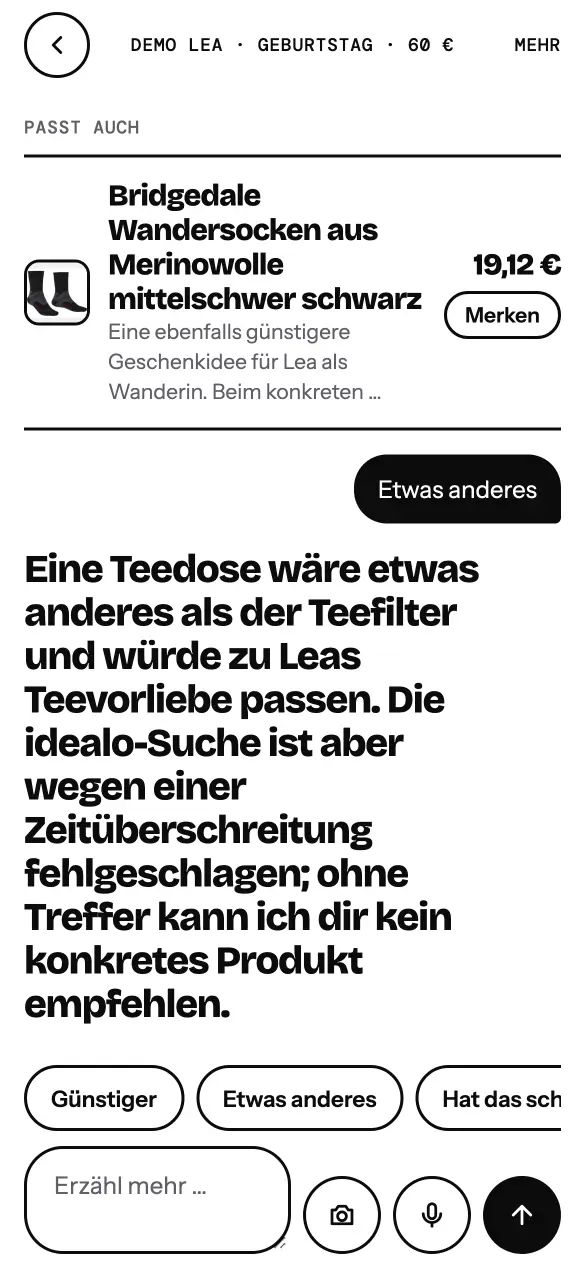 DEMO LEA · GEBURTSTAG · 60 €
MEHR
PASST AUCH
Bridgedale
Wandersocken aus
Merinowolle
mittelschwer schwarz
Eine ebenfalls günstigere
Geschenkidee für Lea als
Wanderin. Beim konkreten ...
19,12 €
Merken
Etwas anderes
Eine Teedose wäre etwas
anderes als der Teefilter
und würde zu Leas
Teevorliebe passen. Die
idealo-Suche ist aber
wegen einer
Zeitüberschreitung
fehlgeschlagen; ohne
Treffer kann ich dir kein
konkretes Produkt
empfehlen.
Günstiger
Etwas anderes
Hat das sch
Erzähl mehr ...